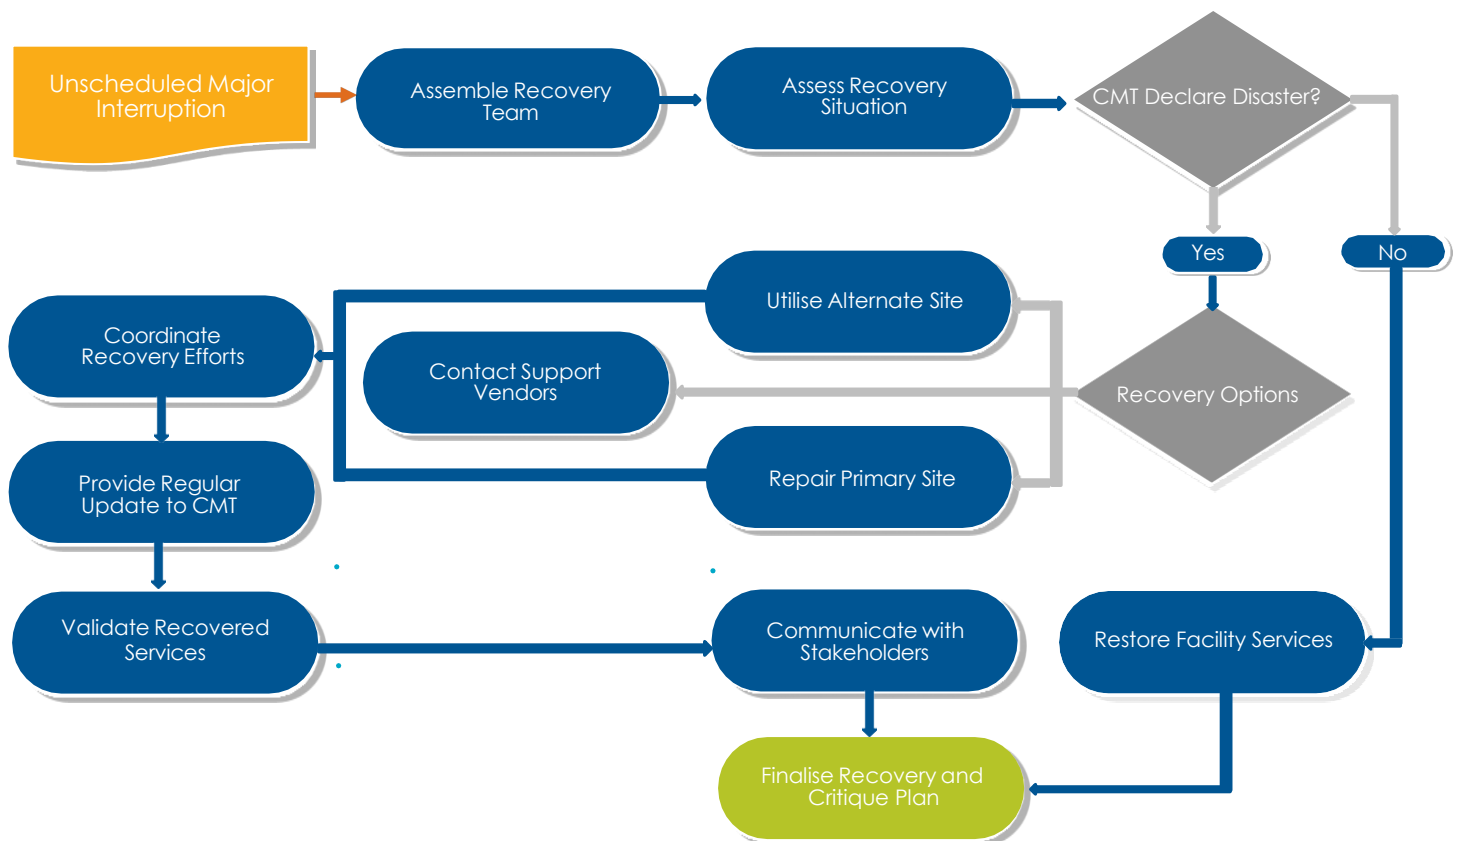 Unscheduled Major
Interruption
Assemble Recovery
Team
Assess Recovery
Situation
CMT Declare Disaster?
Yes
No
Utilise Alternate Site
Coordinate
Recovery Efforts
Contact Support
Vendors
Recovery Options
Repair Primary Site
Provide Regular
Update to CMT
Validate Recovered
Services
Communicate with
Stakeholders
Restore Facility Services
Finalise Recovery and
Critique Plan